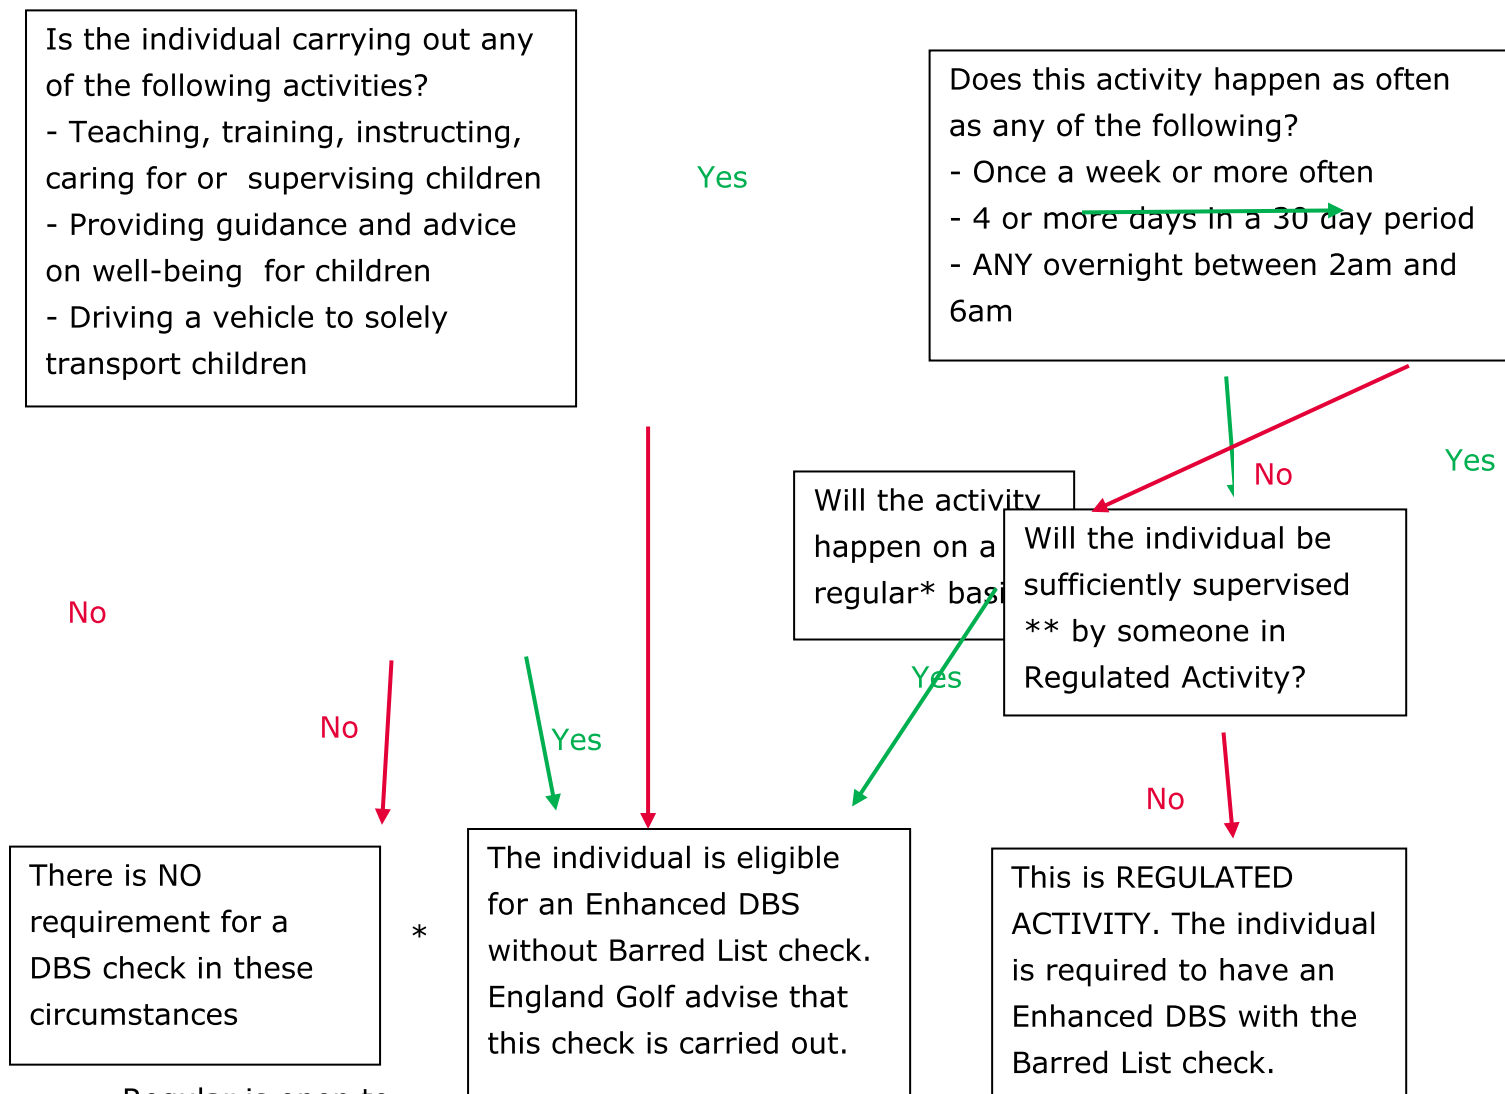 Is the individual carrying out any
of the following activities?
- Teaching, training, instructing,
caring for or  supervising children
- Providing guidance and advice
on well-being  for children
- Driving a vehicle to solely
transport children
Yes
Does this activity happen as often
as any of the following?
- Once a week or more often
- 4 or more days in a 30 day period
- ANY overnight between 2am and
6am
No
Yes
Will the activity
happen on a
regular*
Will the individual be
sufficiently supervised
** by someone in
Regulated Activity?
No
Yes
No
Yes
No
There is NO
requirement for a
DBS check in these
circumstances
*
The individual is eligible
for an Enhanced DBS
without Barred List check.
England Golf advise that
this check is carried out.
This is REGULATED
ACTIVITY. The individual
is required to have an
Enhanced DBS with the
Barred List check.
Regular is open to